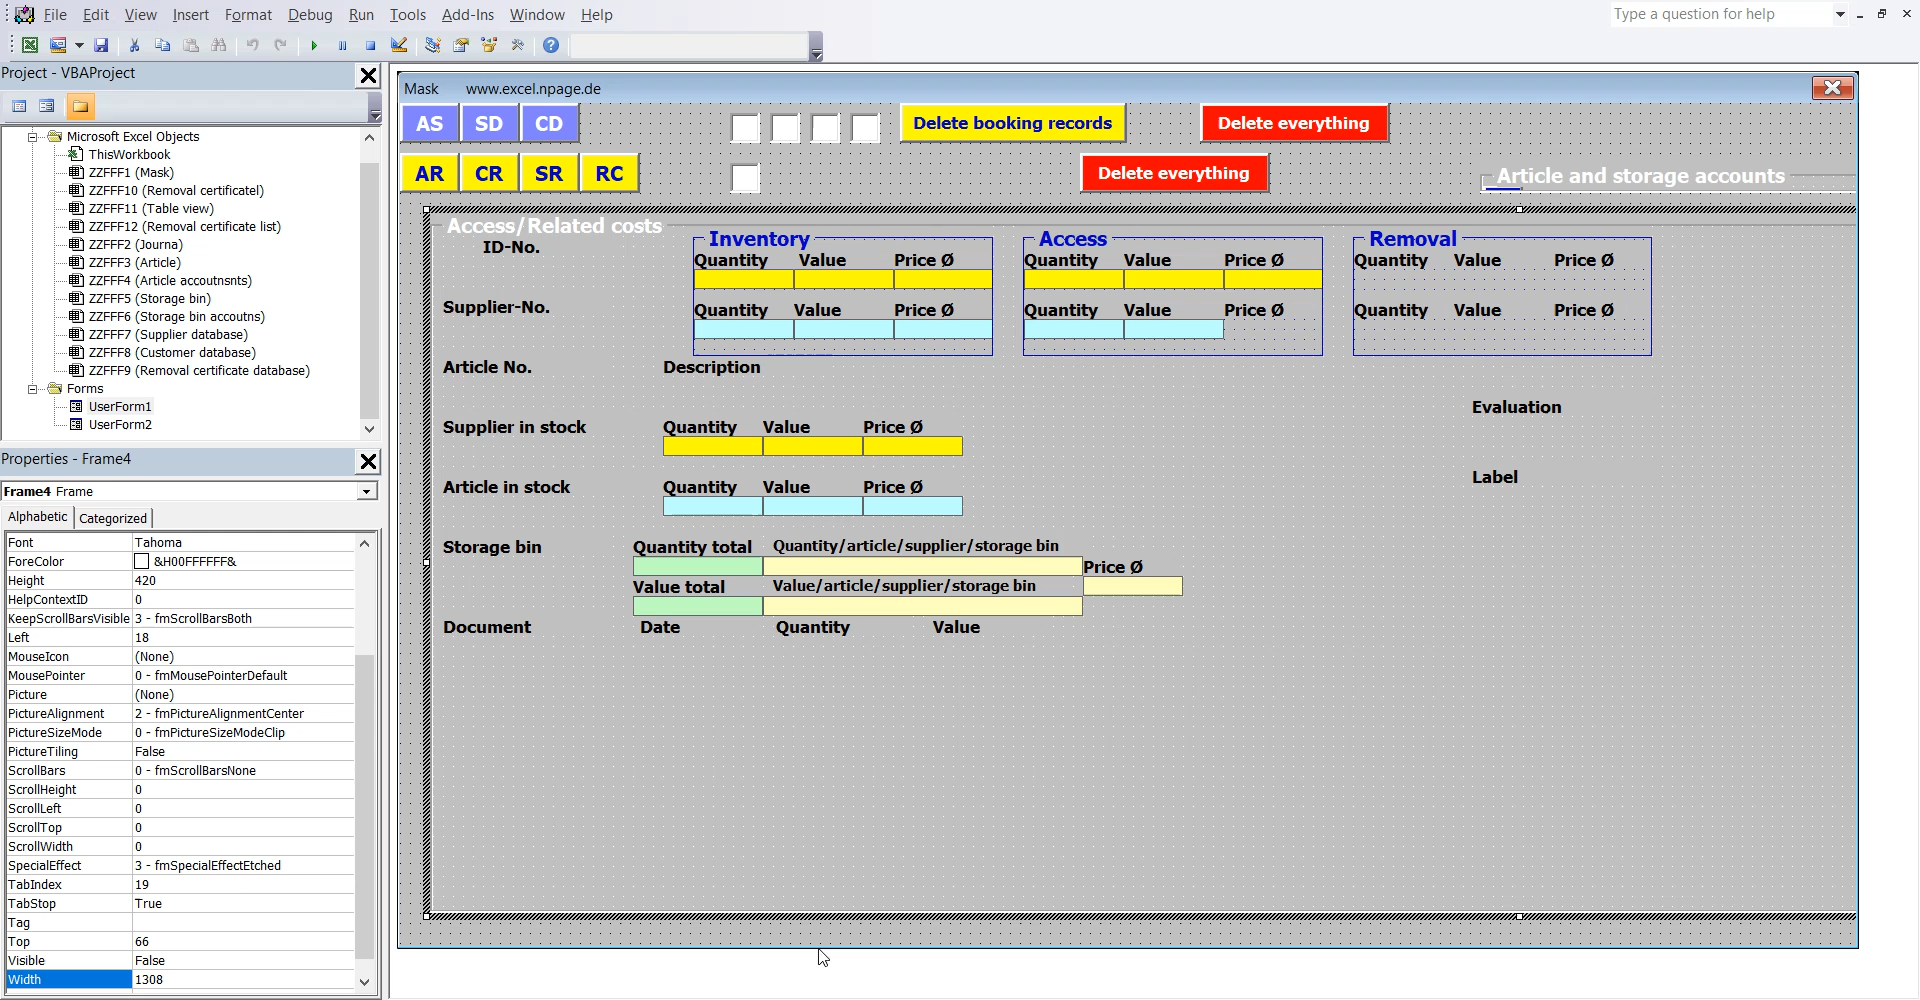 File Edit View Insert Format Debug Run Tools Add-Ins Window Help
Type a question for help
Project - VBAProject
Microsoft Excel Objects
ThisWorkbook
ZZFFF1 (Mask)
ZZFFF10 (Removal certificatel)
ZZFFF11 (Table view)
ZZFFF12 (Removal certificate list)
ZZFFF2 (Journa)
ZZFFF3 (Article)
ZZFFF4 (Article accoutnsnts)
ZZFFF5 (Storage bin)
ZZFFF6 (Storage bin accoutns)
ZZFFF7 (Supplier database)
ZZFFF8 (Customer database)
ZZFFF9 (Removal certificate database)
Forms
UserForm1
UserForm2
Properties - Frame4
Frame4 Frame
Alphabetic Categorized
Font Tahoma
ForeColor &H00FFFFFF&
Height 420
HelpContextID 0
KeepScrollBarsVisible 3 - fmScrollBarsBoth
Left 18
MouseIcon (None)
MousePointer 0 - fmMousePointerDefault
Picture (None)
PictureAlignment 2 - fmPictureAlignmentCenter
PictureSizeMode 0 - fmPictureSizeModeClip
PictureTiling False
ScrollBars 0 - fmScrollBarsNone
ScrollHeight 0
ScrollLeft 0
ScrollTop 0
ScrollWidth 0
SpecialEffect 3 - fmSpecialEffectEtched
TabIndex 19
TabStop True
Tag
Top 66
Visible False
Width 1308
Mask www.excel.npage.de
AS SD CD Delete booking records Delete everything
AR CR SR RC Delete everything Article and storage accounts
Access/Related costs
ID-No. Inventory Access Removal
Quantity Value Price Ø Quantity Value Price Ø Quantity Value Price Ø
Supplier-No. Quantity Value Price Ø Quantity Value Price Ø Quantity Value Price Ø
Article No. Description
Evaluation
Supplier in stock Quantity Value Price Ø
Label
Article in stock Quantity Value Price Ø
Storage bin Quantity total Quantity/article/supplier/storage bin
Price Ø
Value total Value/article/supplier/storage bin
Document Date Quantity Value